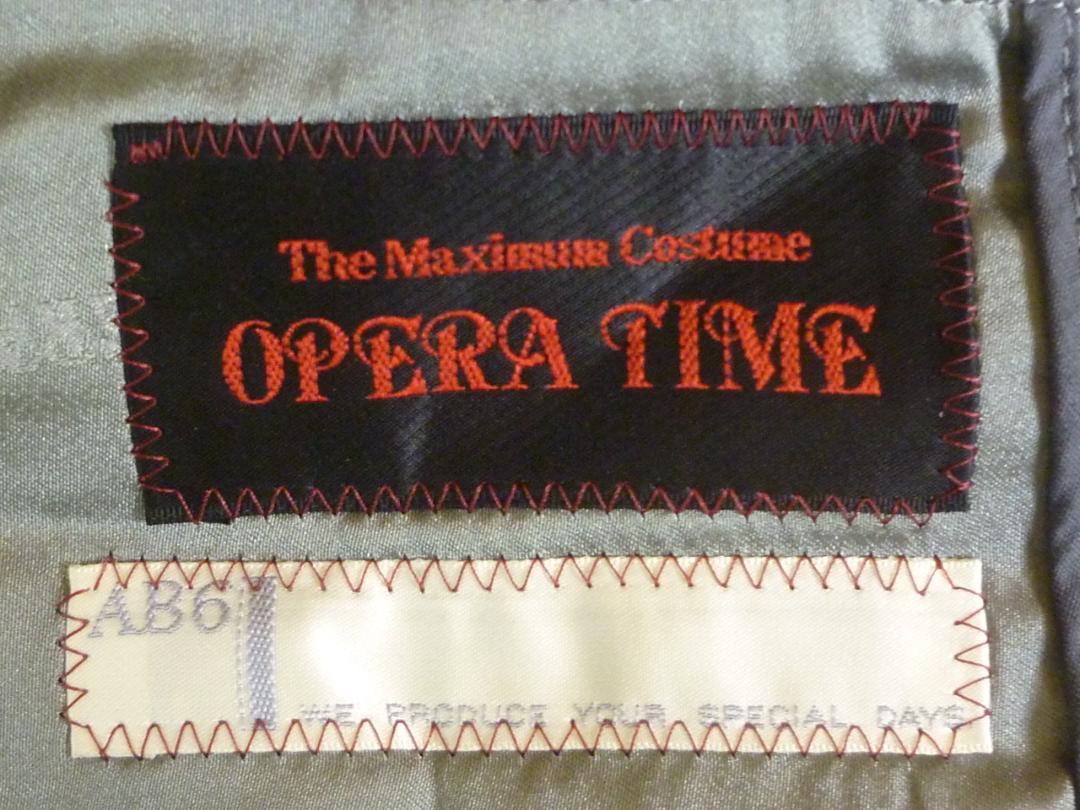 The Maximum Costume
OPERA TIME
AB6
WE PRODUCE YOUR SPECIAL DAYS